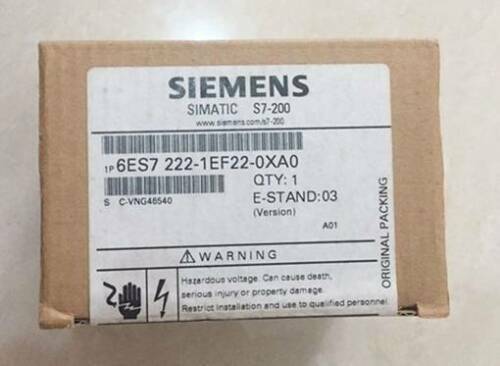 SIEMENS
SIMATIC S7-200
www.siemens.com/s7-200
1P 6ES7 222-1EF22-0XA0
QTY: 1
S C-VNG46540
E-STAND:03
(Version)
A01
ORIGINAL PACKING
WARNING
Hazardous voltage. Can cause death,
serious injury or property damage.
Restrict installation and use to qualified personnel